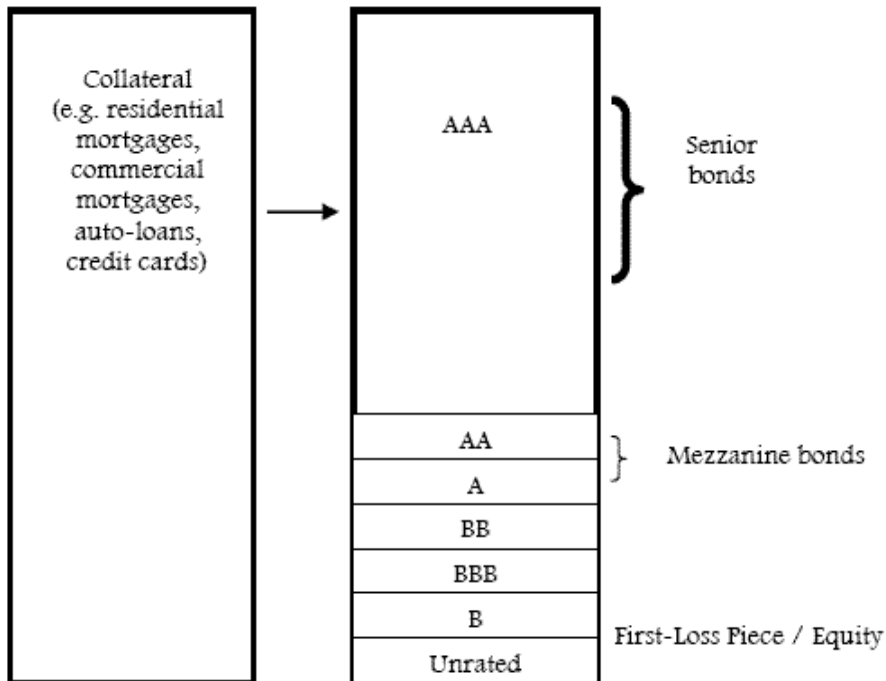 Collateral
(e.g. residential
mortgages,
commercial
mortgages,
auto-loans,
credit cards)
AAA
Senior
bonds
AA
Mezzanine bonds
A
BB
BBB
B
First-Loss Piece / Equity
Unrated